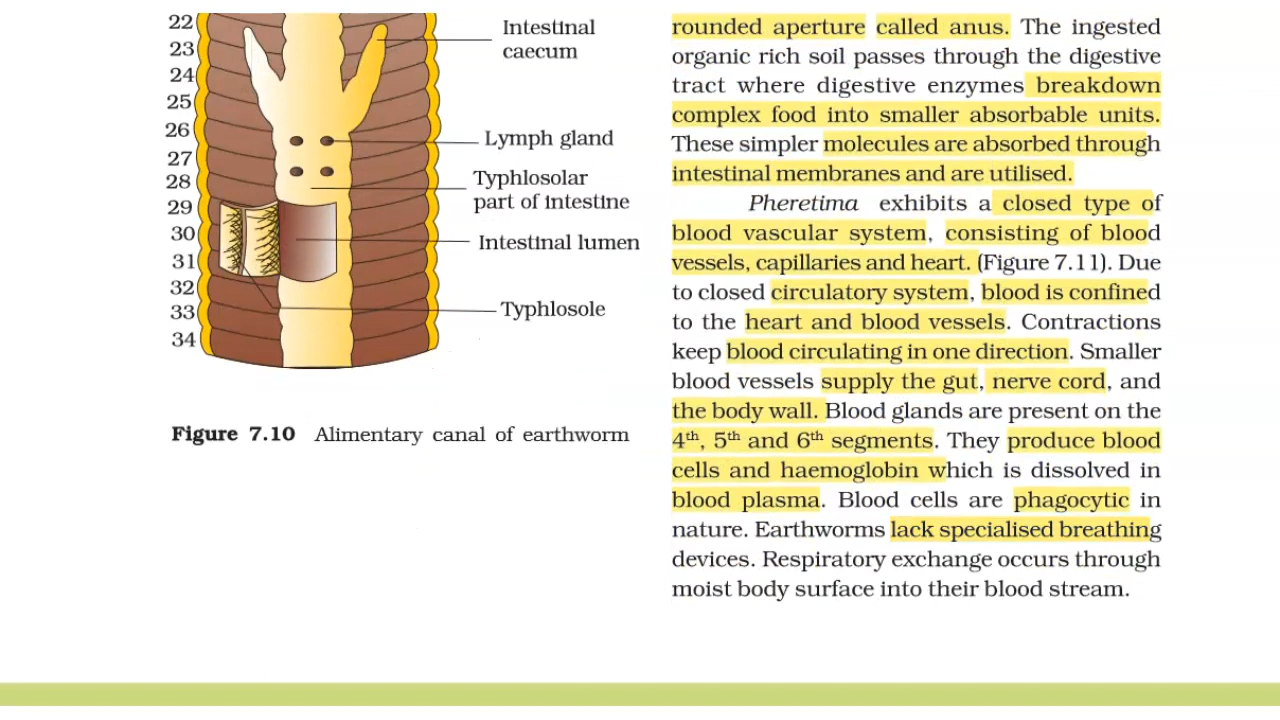 22
23
24
25
26
27
28
29
30
31
32
33
34
Intestinal
caecum
Lymph gland
Typhlosolar
part of intestine
Intestinal lumen
Typhlosole
Figure 7.10 Alimentary canal of earthworm
rounded aperture called anus. The ingested
organic rich soil passes through the digestive
tract where digestive enzymes breakdown
complex food into smaller absorbable units.
These simpler molecules are absorbed through
intestinal membranes and are utilised.
Pheretima exhibits a closed type of
blood vascular system, consisting of blood
vessels, capillaries and heart. (Figure 7.11). Due
to closed circulatory system, blood is confined
to the heart and blood vessels. Contractions
keep blood circulating in one direction. Smaller
blood vessels supply the gut, nerve cord, and
the body wall. Blood glands are present on the
4th, 5th and 6th segments. They produce blood
cells and haemoglobin which is dissolved in
blood plasma. Blood cells are phagocytic in
nature. Earthworms lack specialised breathing
devices. Respiratory exchange occurs through
moist body surface into their blood stream.